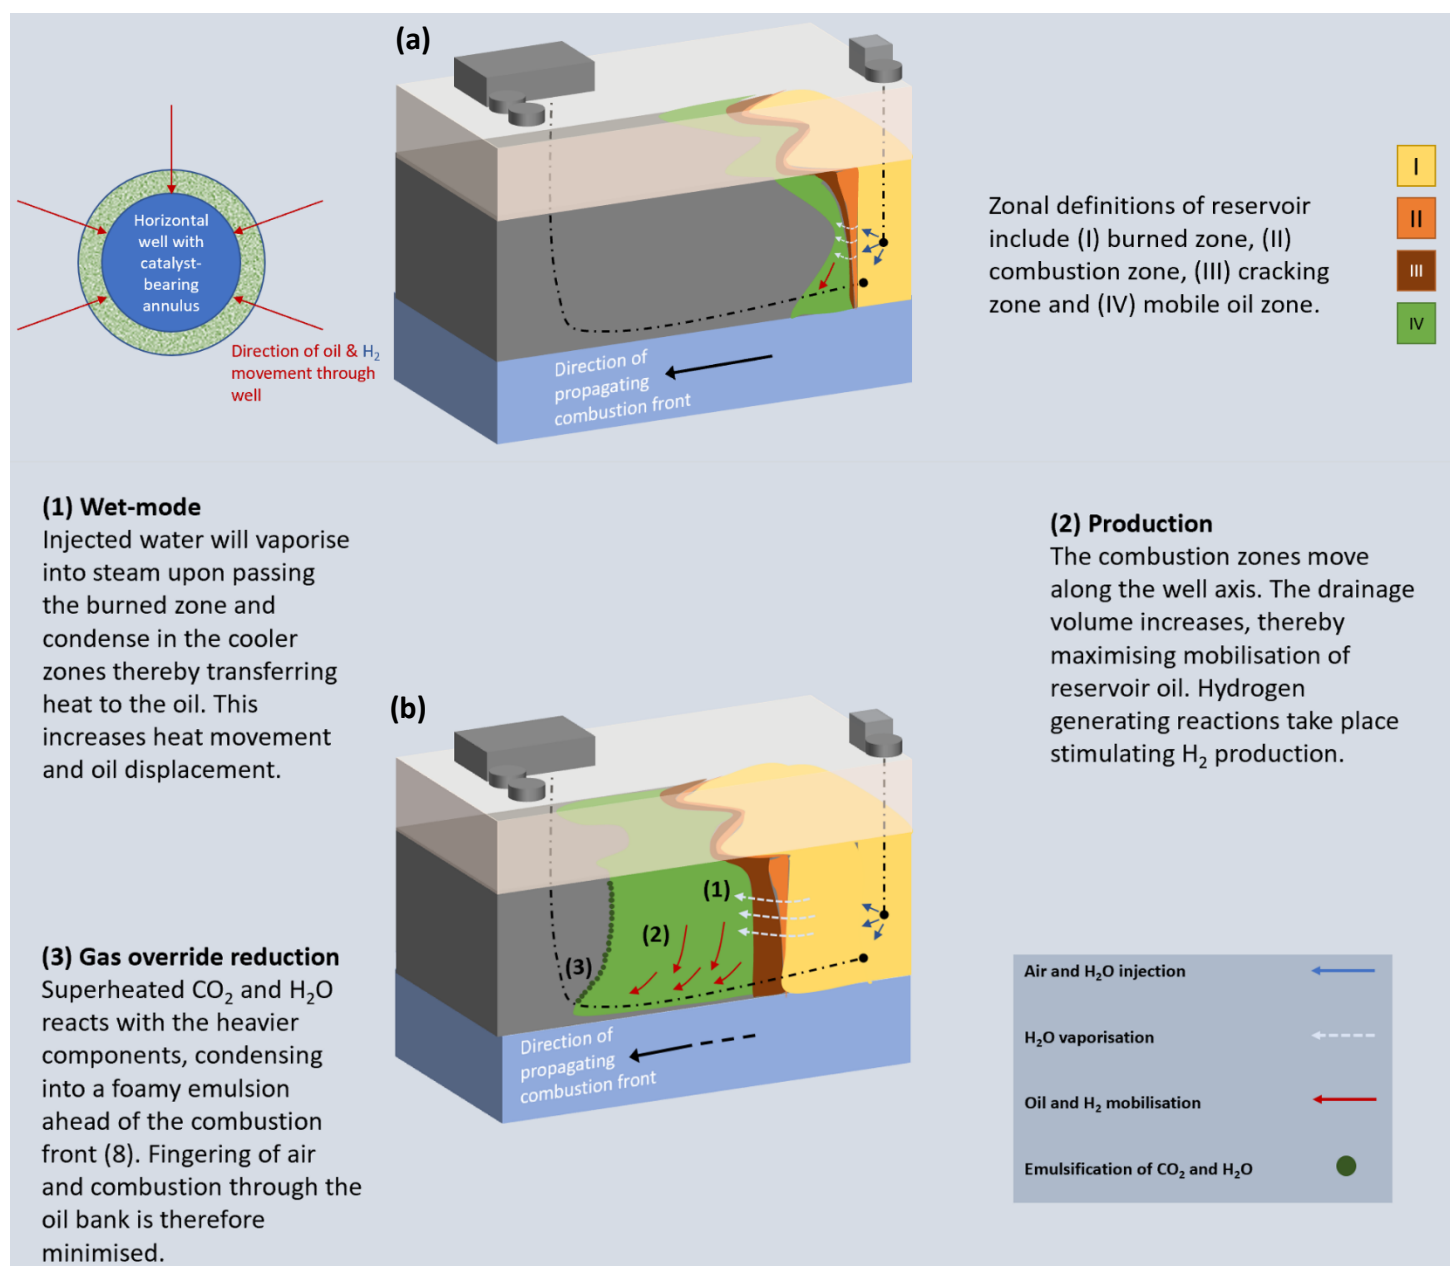 (a)
Horizontal
well with
catalyst-
bearing
annulus
Direction of oil & H₂
movement through
well
Direction of
propagating
combustion front
Zonal definitions of reservoir
include (I) burned zone, (II)
combustion zone, (III) cracking
zone and (IV) mobile oil zone.
I
II
III
IV
(1) Wet-mode
Injected water will vaporise
into steam upon passing
the burned zone and
condense in the cooler
zones thereby transferring
heat to the oil. This
increases heat movement
and oil displacement.
(2) Production
The combustion zones move
along the well axis. The drainage
volume increases, thereby
maximising mobilisation of
reservoir oil. Hydrogen
generating reactions take place
stimulating H₂ production.
(b)
(1)
(2)
(3)
Direction of
propagating
combustion front
(3) Gas override reduction
Superheated CO₂ and H₂O
reacts with the heavier
components, condensing
into a foamy emulsion
ahead of the combustion
front (8). Fingering of air
and combustion through the
oil bank is therefore
minimised.
Air and H₂O injection
H₂O vaporisation
Oil and H₂ mobilisation
Emulsification of CO₂ and H₂O